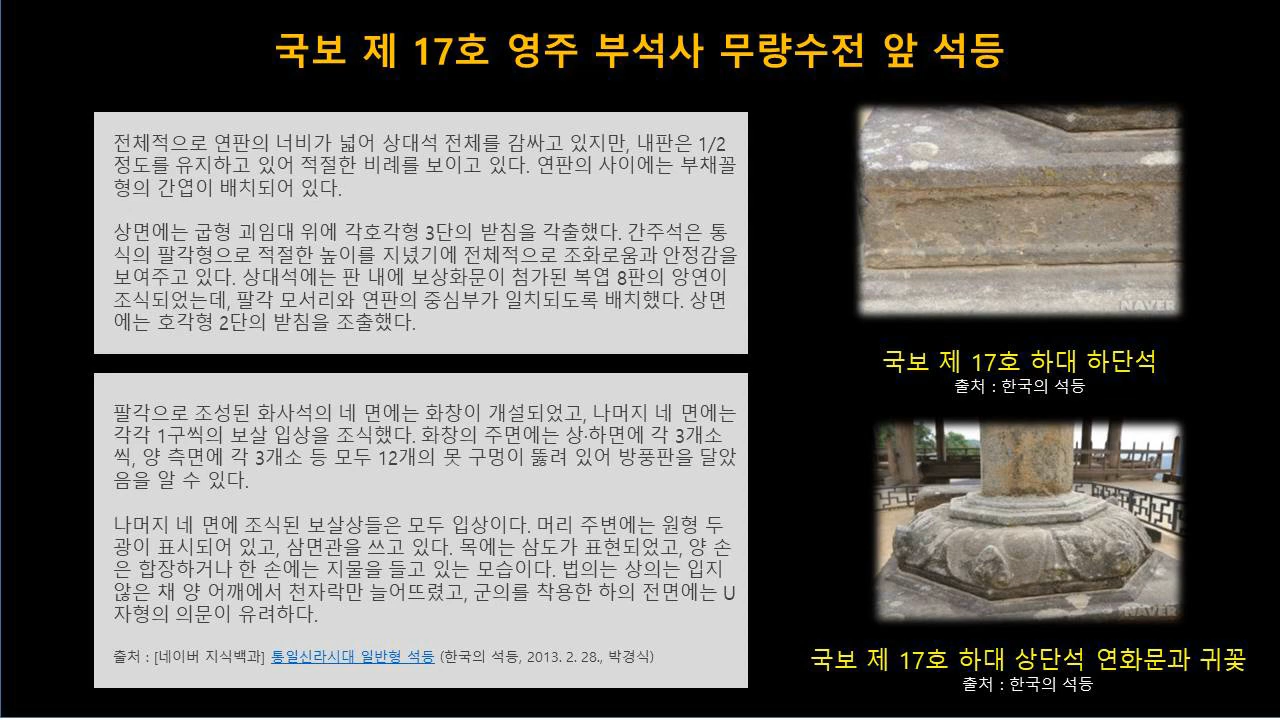 국보 제 17호 영주 부석사 무량수전 앞 석등
전체적으로 연판의 너비가 넓어 상대석 전체를 감싸고 있지만, 내판은 1/2
정도를 유지하고 있어 적절한 비례를 보이고 있다. 연판의 사이에는 부채꼴
형의 간엽이 배치되어 있다.
상면에는 굽형 괴임대 위에 각호각형 3단의 받침을 각출했다. 간주석은 통
식의 팔각형으로 적절한 높이를 지녔기에 전체적으로 조화로움과 안정감을
보여주고 있다. 상대석에는 판 내에 보상화문이 첨가된 복엽 8판의 앙연이
조식되었는데, 팔각 모서리와 연판의 중심부가 일치되도록 배치했다. 상면
에는 호각형 2단의 받침을 조출했다.
팔각으로 조성된 화사석의 네 면에는 화창이 개설되었고, 나머지 네 면에는
각각 1구씩의 보살 입상을 조식했다. 화창의 주면에는 상·하면에 각 3개소
씩, 양 측면에 각 3개소 등 모두 12개의 못 구멍이 뚫려 있어 방풍판을 달았
음을 알 수 있다.
나머지 네 면에 조식된 보살상들은 모두 입상이다. 머리 주변에는 원형 두
광이 표시되어 있고, 삼면관을 쓰고 있다. 목에는 삼도가 표현되었고, 양 손
은 합장하거나 한 손에는 지물을 들고 있는 모습이다. 법의는 상의는 입지
않은 채 양 어깨에서 천자락만 늘어뜨렸고, 군의를 착용한 하의 전면에는 U
자형의 의문이 유려하다.
출처 : [네이버 지식백과] 통일신라시대 일반형 석등 (한국의 석등, 2013. 2. 28., 박경식)
NAVER
국보 제 17호 하대 하단석
출처 : 한국의 석등
NAVER
국보 제 17호 하대 상단석 연화문과 귀꽃
출처 : 한국의 석등